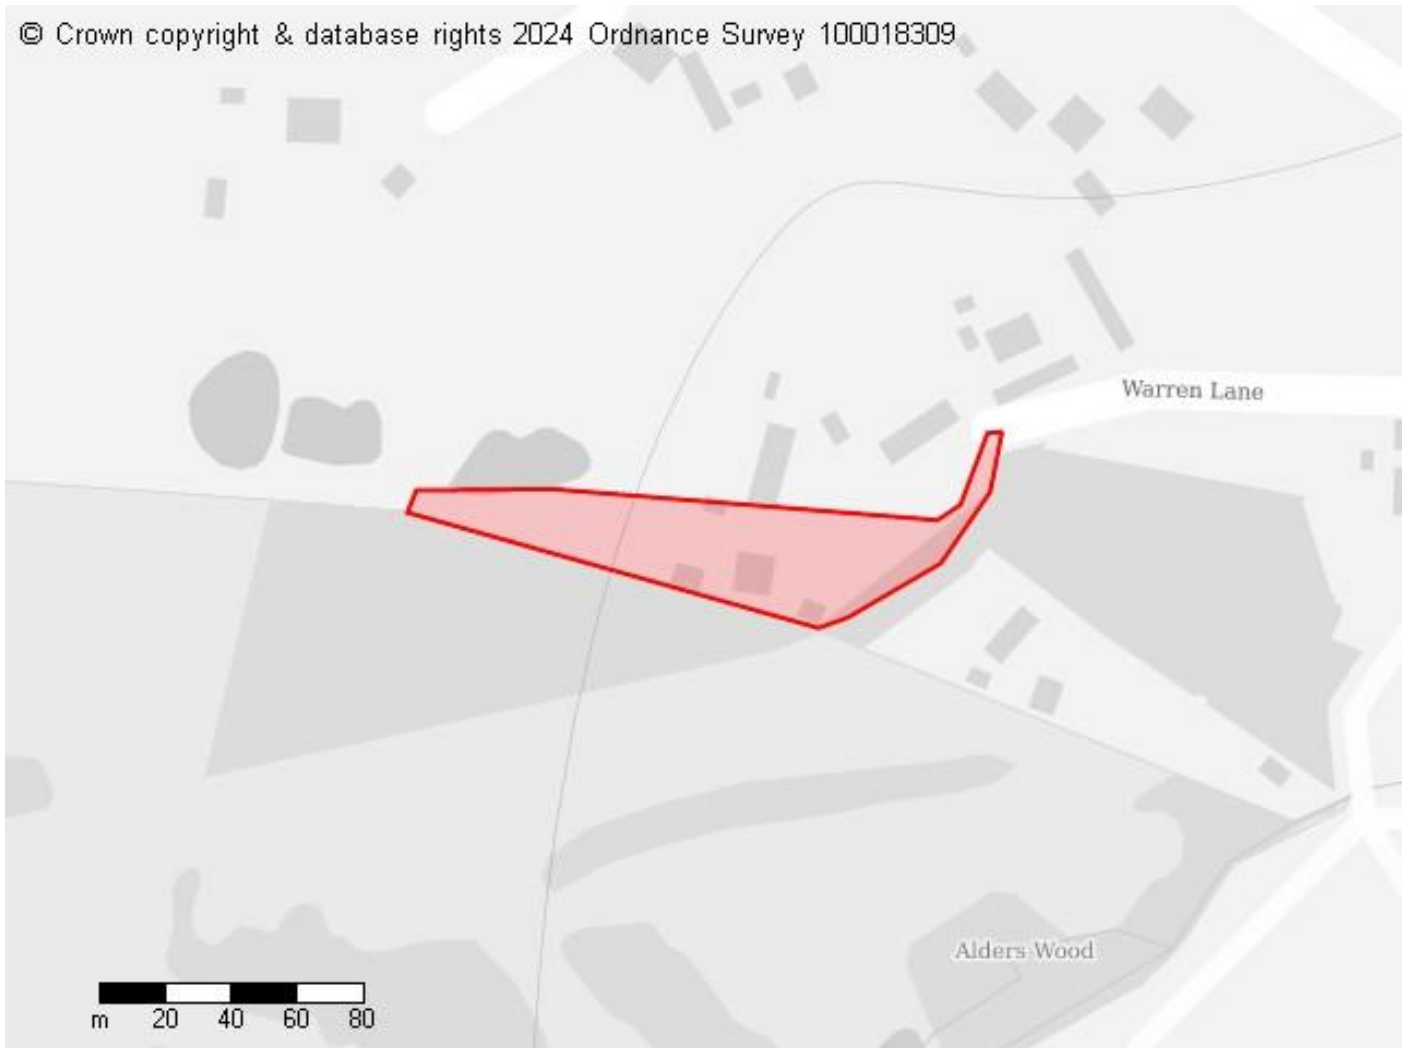 © Crown copyright & database rights 2024 Ordnance Survey 100018309
Warren Lane
Alders Wood
m 20 40 60 80